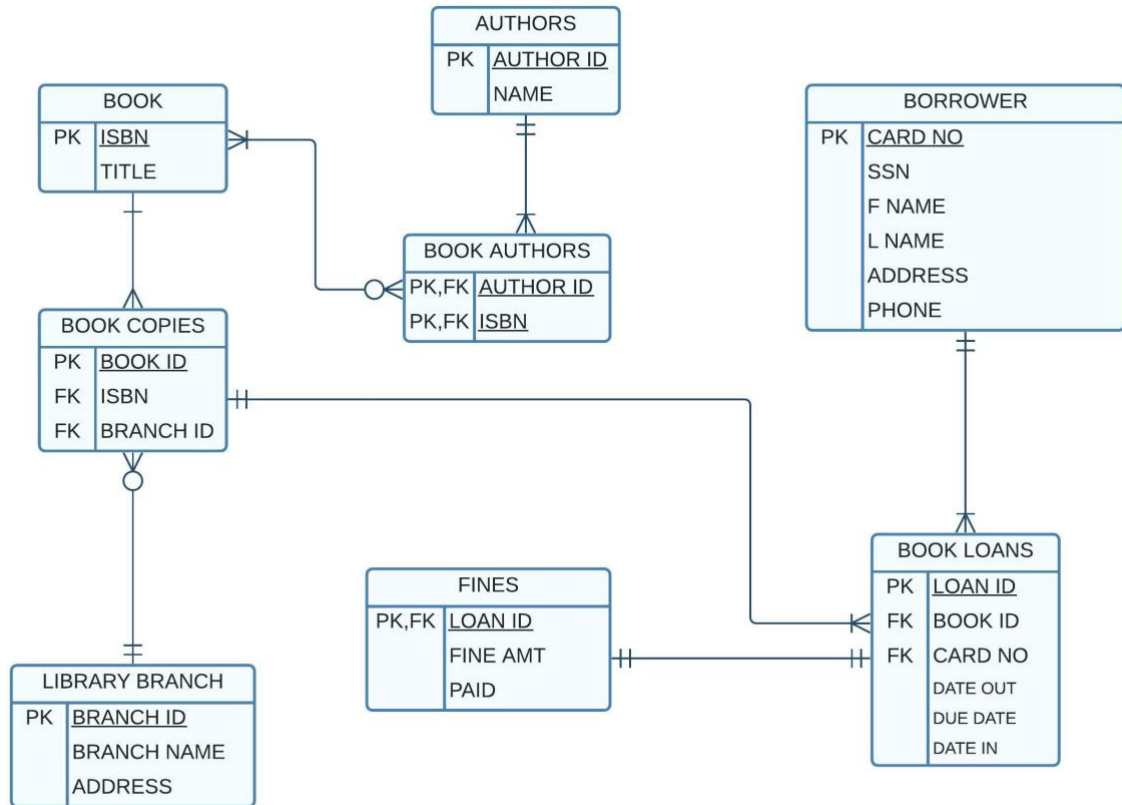 AUTHORS
PK AUTHOR ID
NAME
BOOK
PK ISBN
TITLE
BORROWER
PK CARD NO
SSN
F NAME
L NAME
ADDRESS
PHONE
BOOK AUTHORS
PK,FK AUTHOR ID
PK,FK ISBN
BOOK COPIES
PK BOOK ID
FK ISBN
FK BRANCH ID
BOOK LOANS
PK LOAN ID
FK BOOK ID
FK CARD NO
DATE OUT
DUE DATE
DATE IN
FINES
PK,FK LOAN ID
FINE AMT
PAID
LIBRARY BRANCH
PK BRANCH ID
BRANCH NAME
ADDRESS